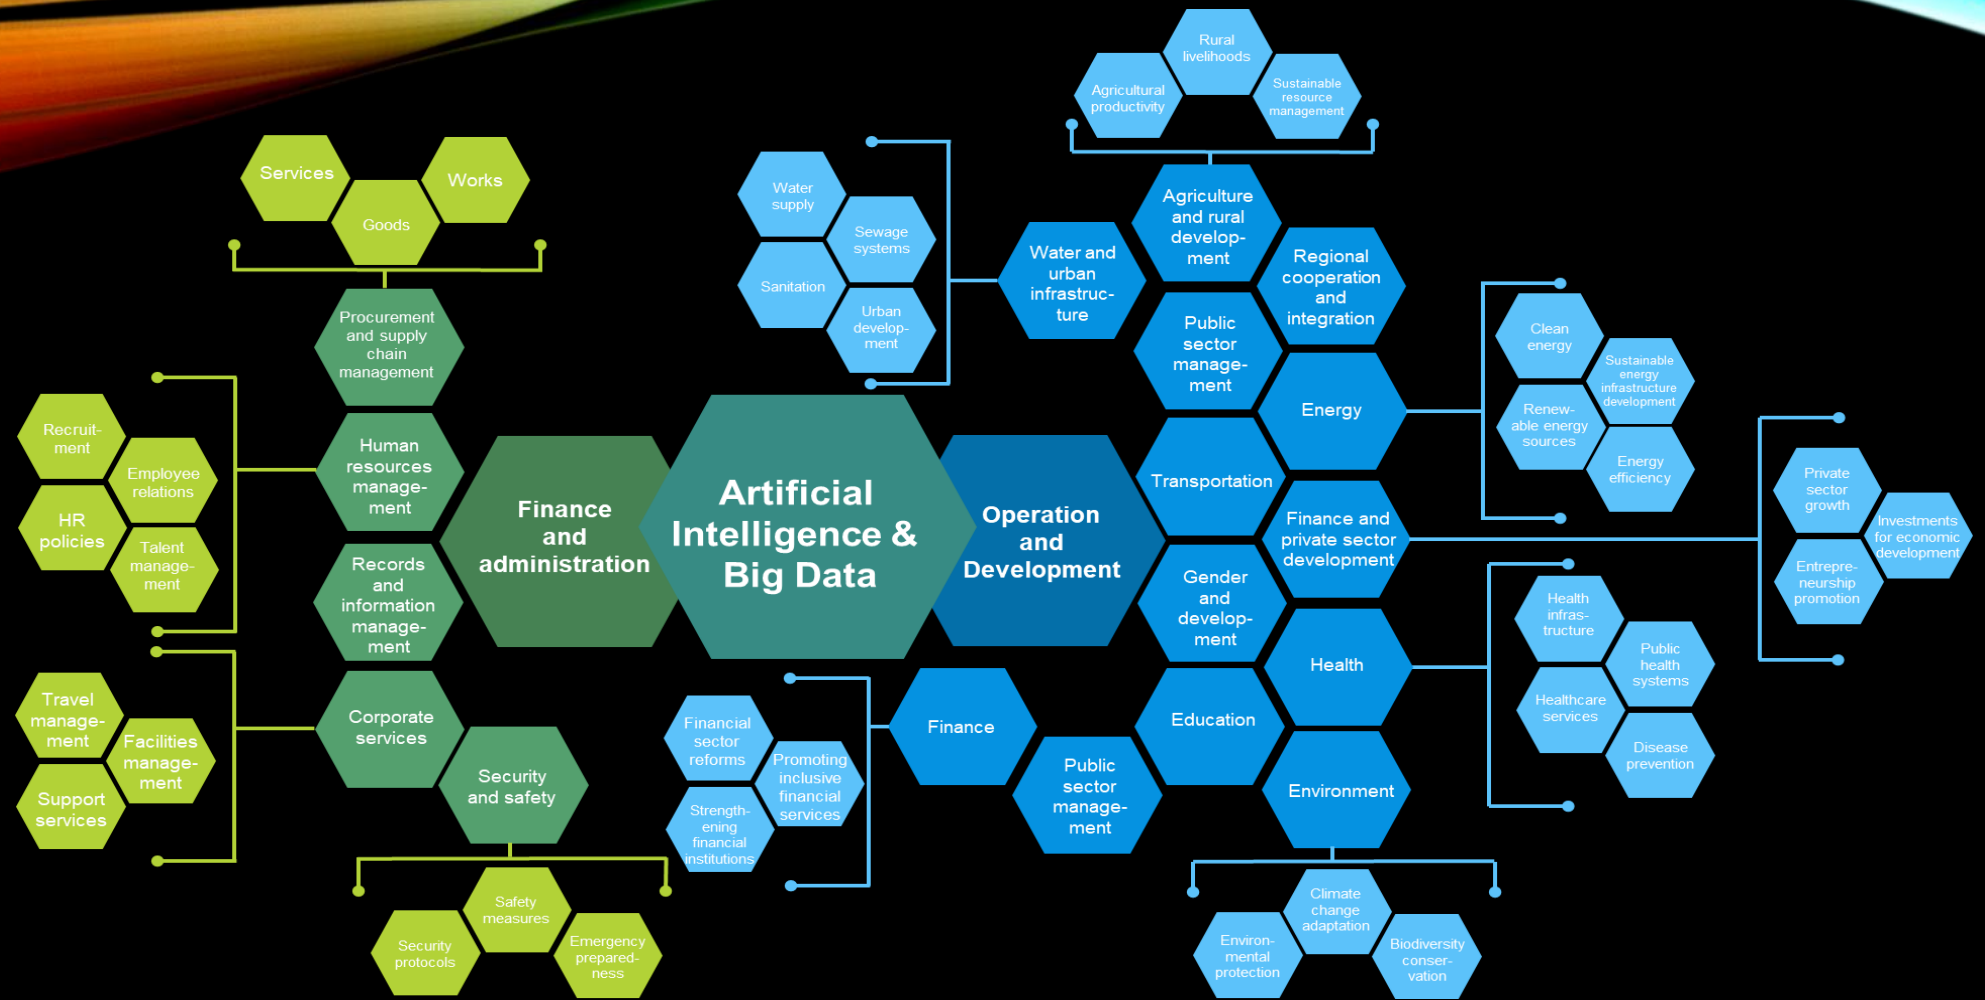 Rural
livelihoods
Agricultural
productivity
Sustainable
resource
management
Services
Goods
Works
Procurement
and supply
chain
management
Recruit-
ment
Employee
relations
HR
policies
Talent
manage-
ment
Human
resources
manage-
ment
Records
and
information
manage-
ment
Travel
manage-
ment
Facilities
manage-
ment
Support
services
Corporate
services
Security
and safety
Safety
measures
Security
protocols
Emergency
prepared-
ness
Finance
and
administration
Artificial
Intelligence &
Big Data
Operation
and
Development
Water
supply
Sewage
systems
Sanitation
Urban
develop-
ment
Water and
urban
infrastruc-
ture
Agriculture
and rural
develop-
ment
Regional
cooperation
and
integration
Public
sector
manage-
ment
Energy
Clean
energy
Sustainable
energy
infrastructure
development
Renew-
able energy
sources
Energy
efficiency
Transportation
Finance and
private sector
development
Private
sector
growth
Investments
for economic
development
Entrepre-
neurship
promotion
Gender
and
develop-
ment
Health
Health
infras-
tructure
Public
health
systems
Healthcare
services
Disease
prevention
Education
Environment
Climate
change
adaptation
Environ-
mental
protection
Biodiversity
conser-
vation
Public
sector
manage-
ment
Finance
Financial
sector
reforms
Promoting
inclusive
financial
services
Strength-
ening
financial
institutions